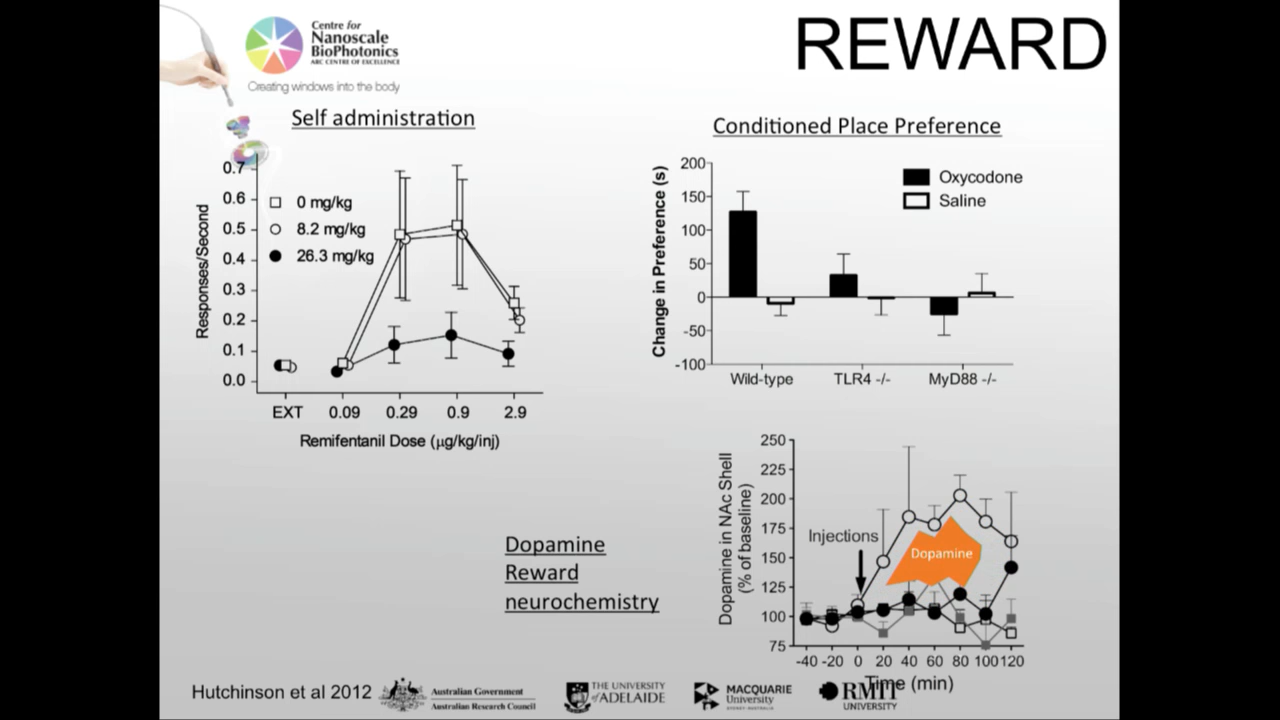 Centre for
Nanoscale
BioPhotonics
ARC CENTRE OF EXCELLENCE
Creating windows into the body
REWARD
Self administration
0.7
0.6
0.5
0.4
0.3
0.2
0.1
0.0
Responses/Second
0 mg/kg
8.2 mg/kg
26.3 mg/kg
EXT 0.09 0.29 0.9 2.9
Remifentanil Dose (μg/kg/inj)
Conditioned Place Preference
200
150
100
50
0
-50
-100
Change in Preference (s)
Oxycodone
Saline
Wild-type TLR4 -/- MyD88 -/-
Dopamine
Reward
neurochemistry
Dopamine in NAc Shell
(% of baseline)
250
225
200
175
150
125
100
75
Injections
Dopamine
-40 -20 0 20 40 60 80 100 120
Time (min)
Hutchinson et al 2012
Australian Government
Australian Research Council
THE UNIVERSITY
of ADELAIDE
MACQUARIE
University
SYDNEY·AUSTRALIA
RMIT
UNIVERSITY